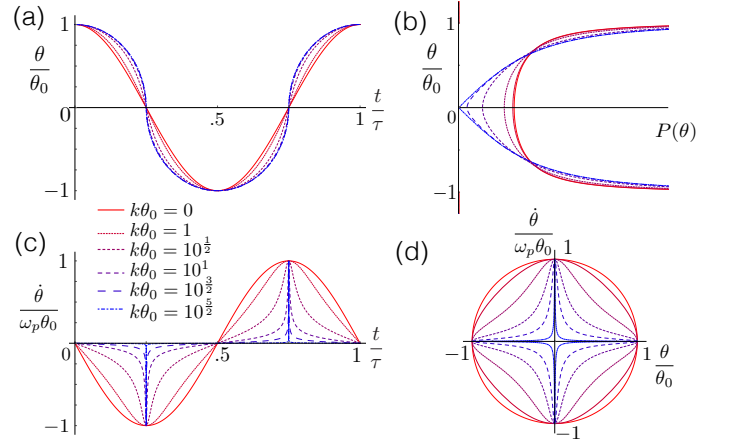 (a)
1
θ/θ₀
0
−1
.5
1
t/τ
(b)
1
θ/θ₀
0
−1
P(θ)
kθ₀ = 0
kθ₀ = 1
kθ₀ = 10^{1/2}
kθ₀ = 10^1
kθ₀ = 10^{3/2}
kθ₀ = 10^{5/2}
(c)
1
θ̇/ω_pθ₀
0
−1
.5
1
t/τ
(d)
θ̇/ω_pθ₀
1
−1
1
θ/θ₀
−1